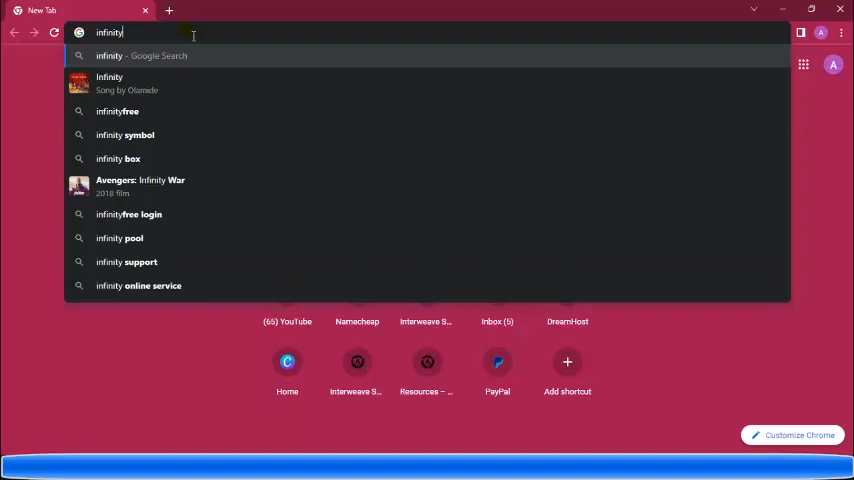 New Tab
infinity
A
infinity - Google Search
Infinity
Song by Olamide
A
infinityfree
infinity symbol
infinity box
Avengers: Infinity War
2018 film
infinityfree login
infinity pool
infinity support
infinity online service
(65) YouTube Namecheap Interweave S... Inbox (5) DreamHost
Home Interweave S... Resources – ... PayPal Add shortcut
Customize Chrome